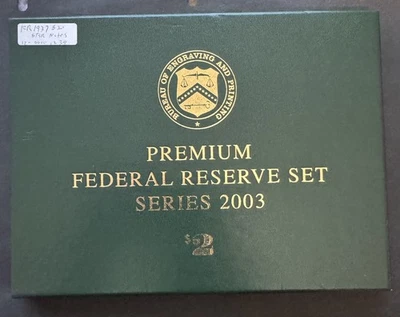 BUREAU OF ENGRAVING AND PRINTING
PREMIUM
FEDERAL RESERVE SET
SERIES 2003
$2